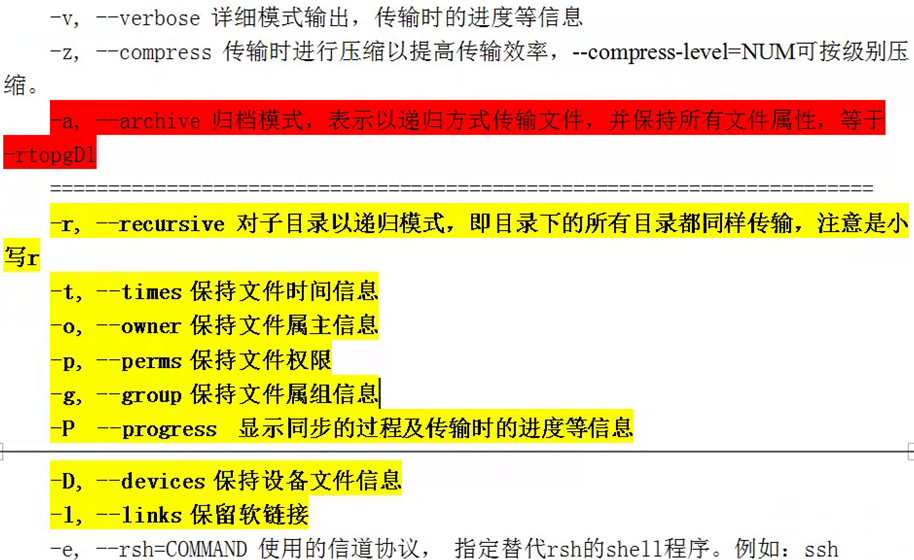 -v, --verbose 详细模式输出，传输时的进度等信息
-z, --compress 传输时进行压缩以提高传输效率，--compress-level=NUM可按级别压
缩。
-a, --archive 归档模式，表示以递归方式传输文件，并保持所有文件属性，等于
-rtopgDl
=======================================================================
-r, --recursive 对子目录以递归模式，即目录下的所有目录都同样传输，注意是小
写r
-t, --times 保持文件时间信息
-o, --owner 保持文件属主信息
-p, --perms 保持文件权限
-g, --group 保持文件属组信息
-P --progress 显示同步的过程及传输时的进度等信息
-D, --devices 保持设备文件信息
-l, --links 保留软链接
-e, --rsh=COMMAND 使用的信道协议， 指定替代rsh的shell程序。例如：ssh